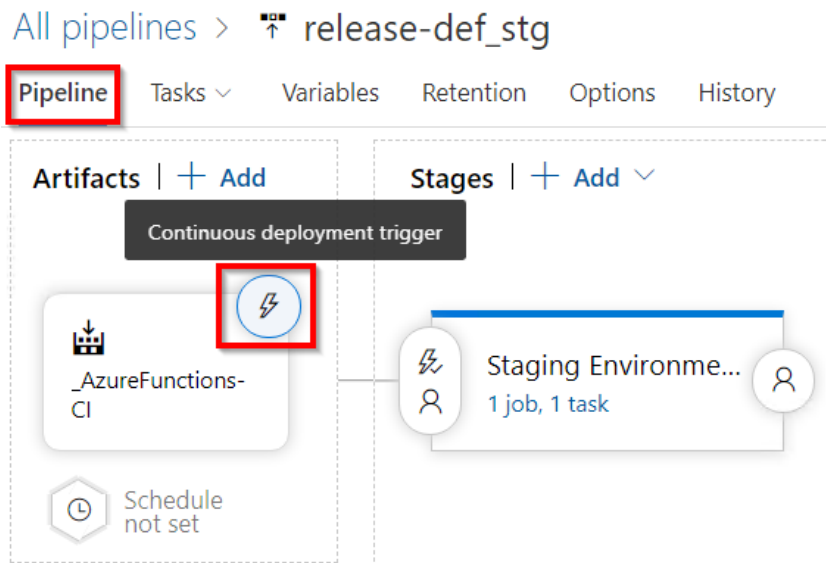 All pipelines > release-def_stg
Pipeline Tasks Variables Retention Options History
Artifacts | + Add
Stages | + Add
Continuous deployment trigger
_AzureFunctions-
CI
Schedule
not set
Staging Environme...
1 job, 1 task